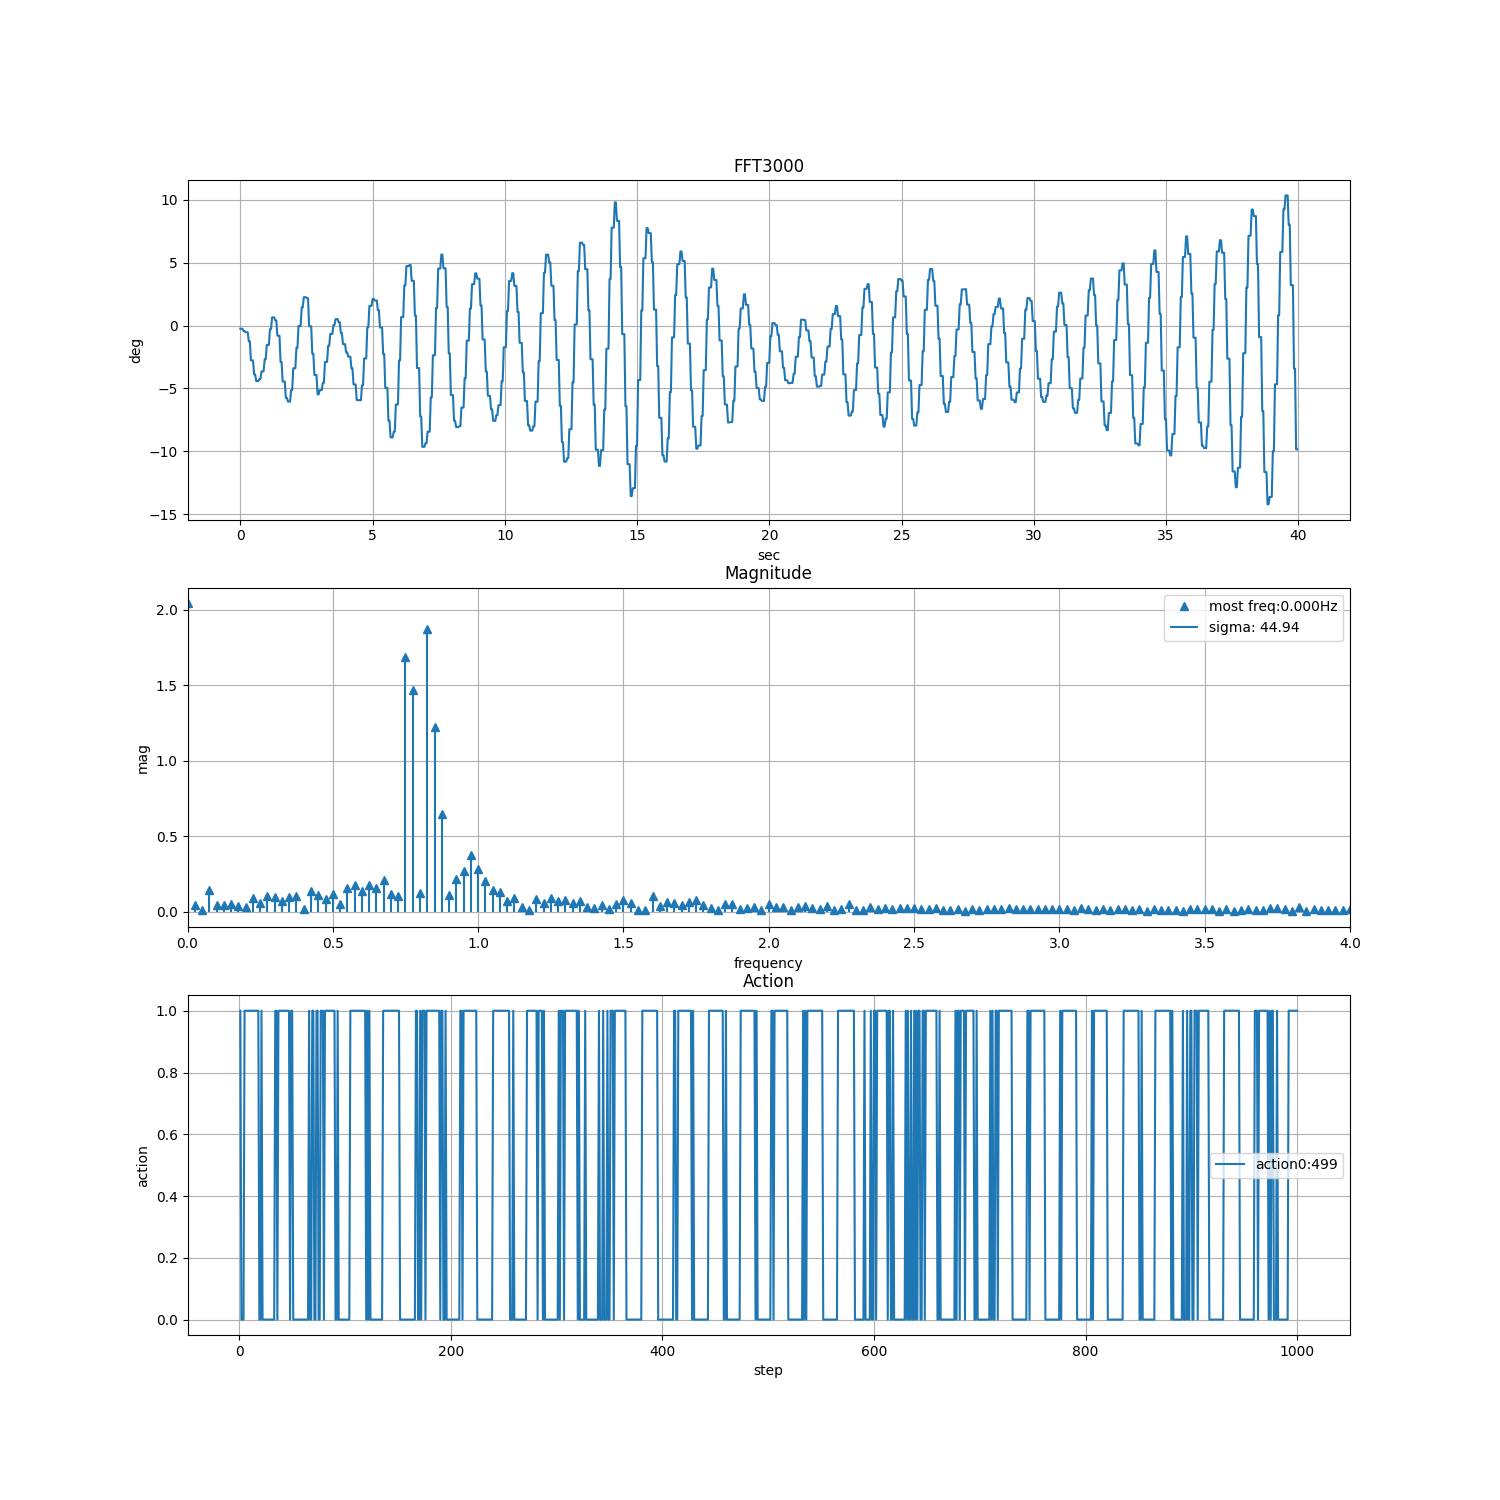 FFT3000
10
5
0
−5
−10
−15
deg
0 5 10 15 20 25 30 35 40
sec
Magnitude
2.0
1.5
1.0
0.5
0.0
mag
most freq:0.000Hz
sigma: 44.94
0.0 0.5 1.0 1.5 2.0 2.5 3.0 3.5 4.0
frequency
Action
1.0
0.8
0.6
0.4
0.2
0.0
action
action0:499
0 200 400 600 800 1000
step